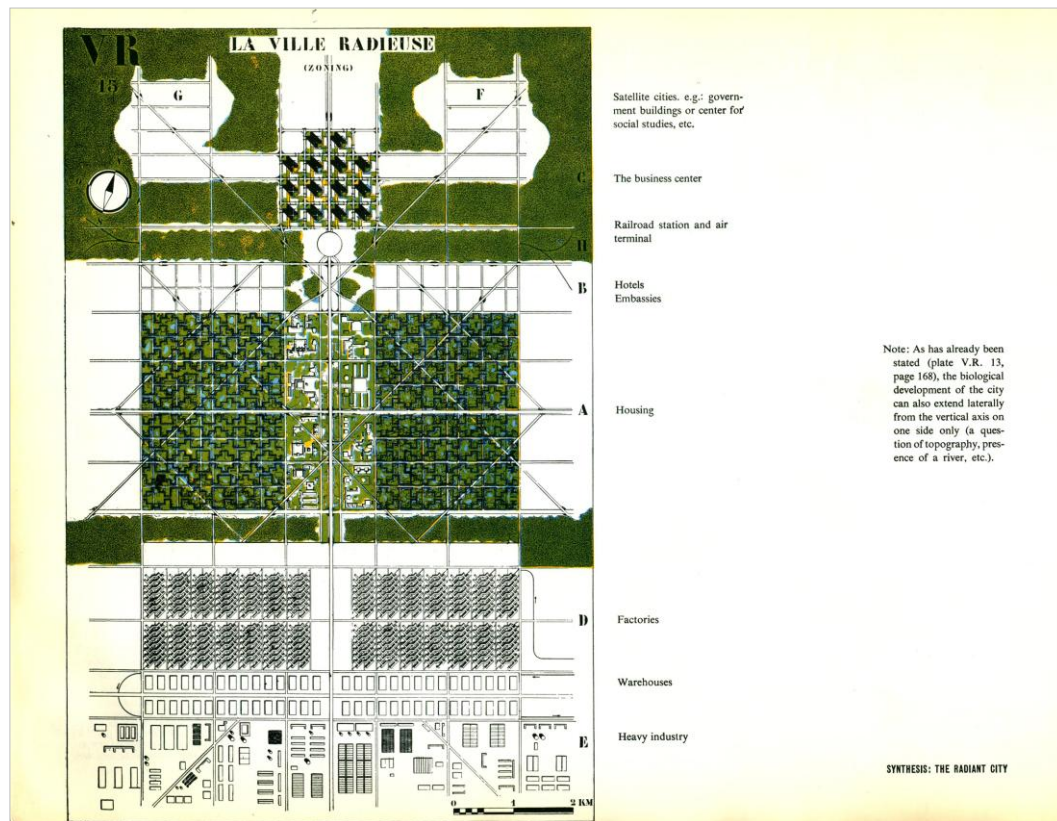 VR
LA VILLE RADIEUSE
(ZONING)
15
G
F
Satellite cities. e.g.: govern-
ment buildings or center for
social studies, etc.
C
The business center
H
Railroad station and air
terminal
B
Hotels
Embassies
Note: As has already been
stated (plate V.R. 13,
page 168), the biological
development of the city
can also extend laterally
from the vertical axis on
one side only (a ques-
tion of topography, pres-
ence of a river, etc.).
A
Housing
D
Factories
Warehouses
E
Heavy industry
SYNTHESIS: THE RADIANT CITY
0 1 2 KM